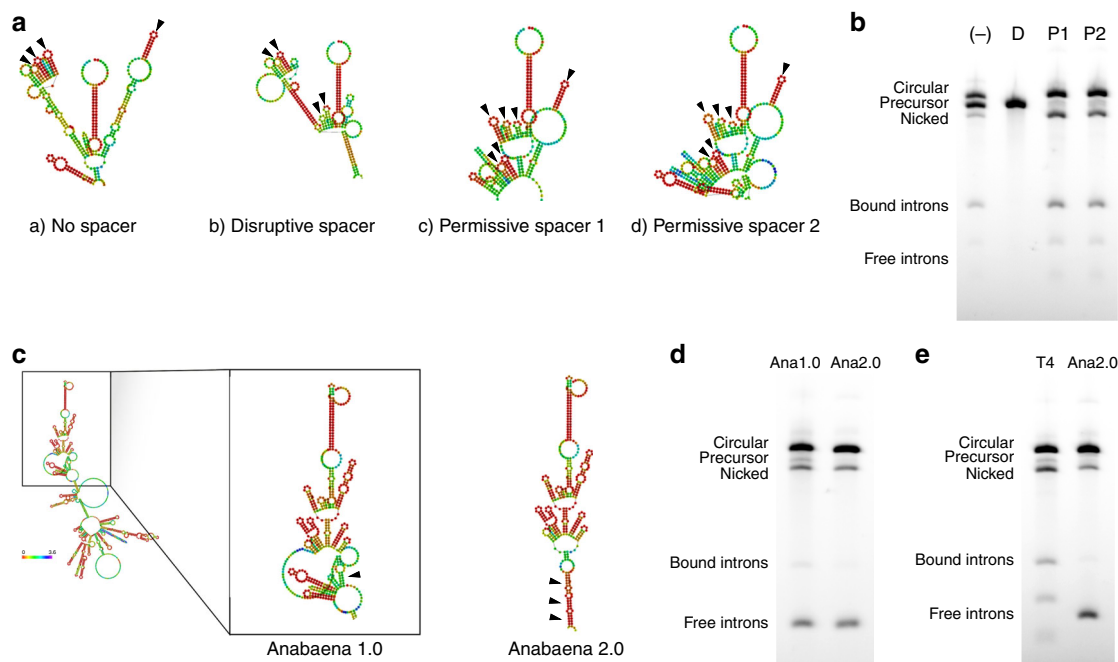 a
a) No spacer
b) Disruptive spacer
c) Permissive spacer 1
d) Permissive spacer 2
b
(–) D P1 P2
Circular
Precursor
Nicked
Bound introns
Free introns
c
0 3.6
Anabaena 1.0
Anabaena 2.0
d
Ana1.0 Ana2.0
Circular
Precursor
Nicked
Bound introns
Free introns
e
T4 Ana2.0
Circular
Precursor
Nicked
Bound introns
Free introns